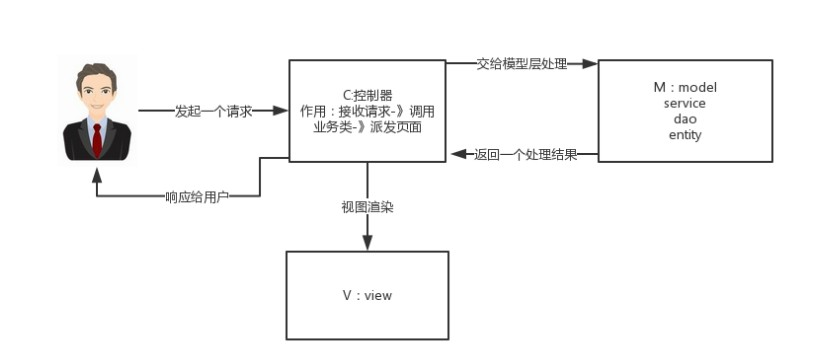 发起一个请求
C:控制器
作用：接收请求-》调用
业务类-》派发页面
交给模型层处理
M：model
service
dao
entity
返回一个处理结果
响应给用户
视图渲染
V：view